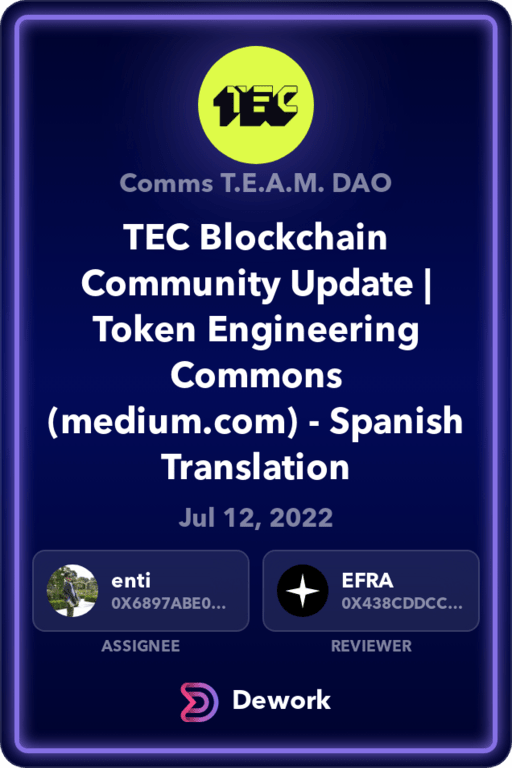 TEC
Comms T.E.A.M. DAO
TEC Blockchain
Community Update |
Token Engineering
Commons
(medium.com) - Spanish
Translation
Jul 12, 2022
enti
0X6897ABE0...
EFRA
0X438CDDCC...
ASSIGNEE
REVIEWER
Dework